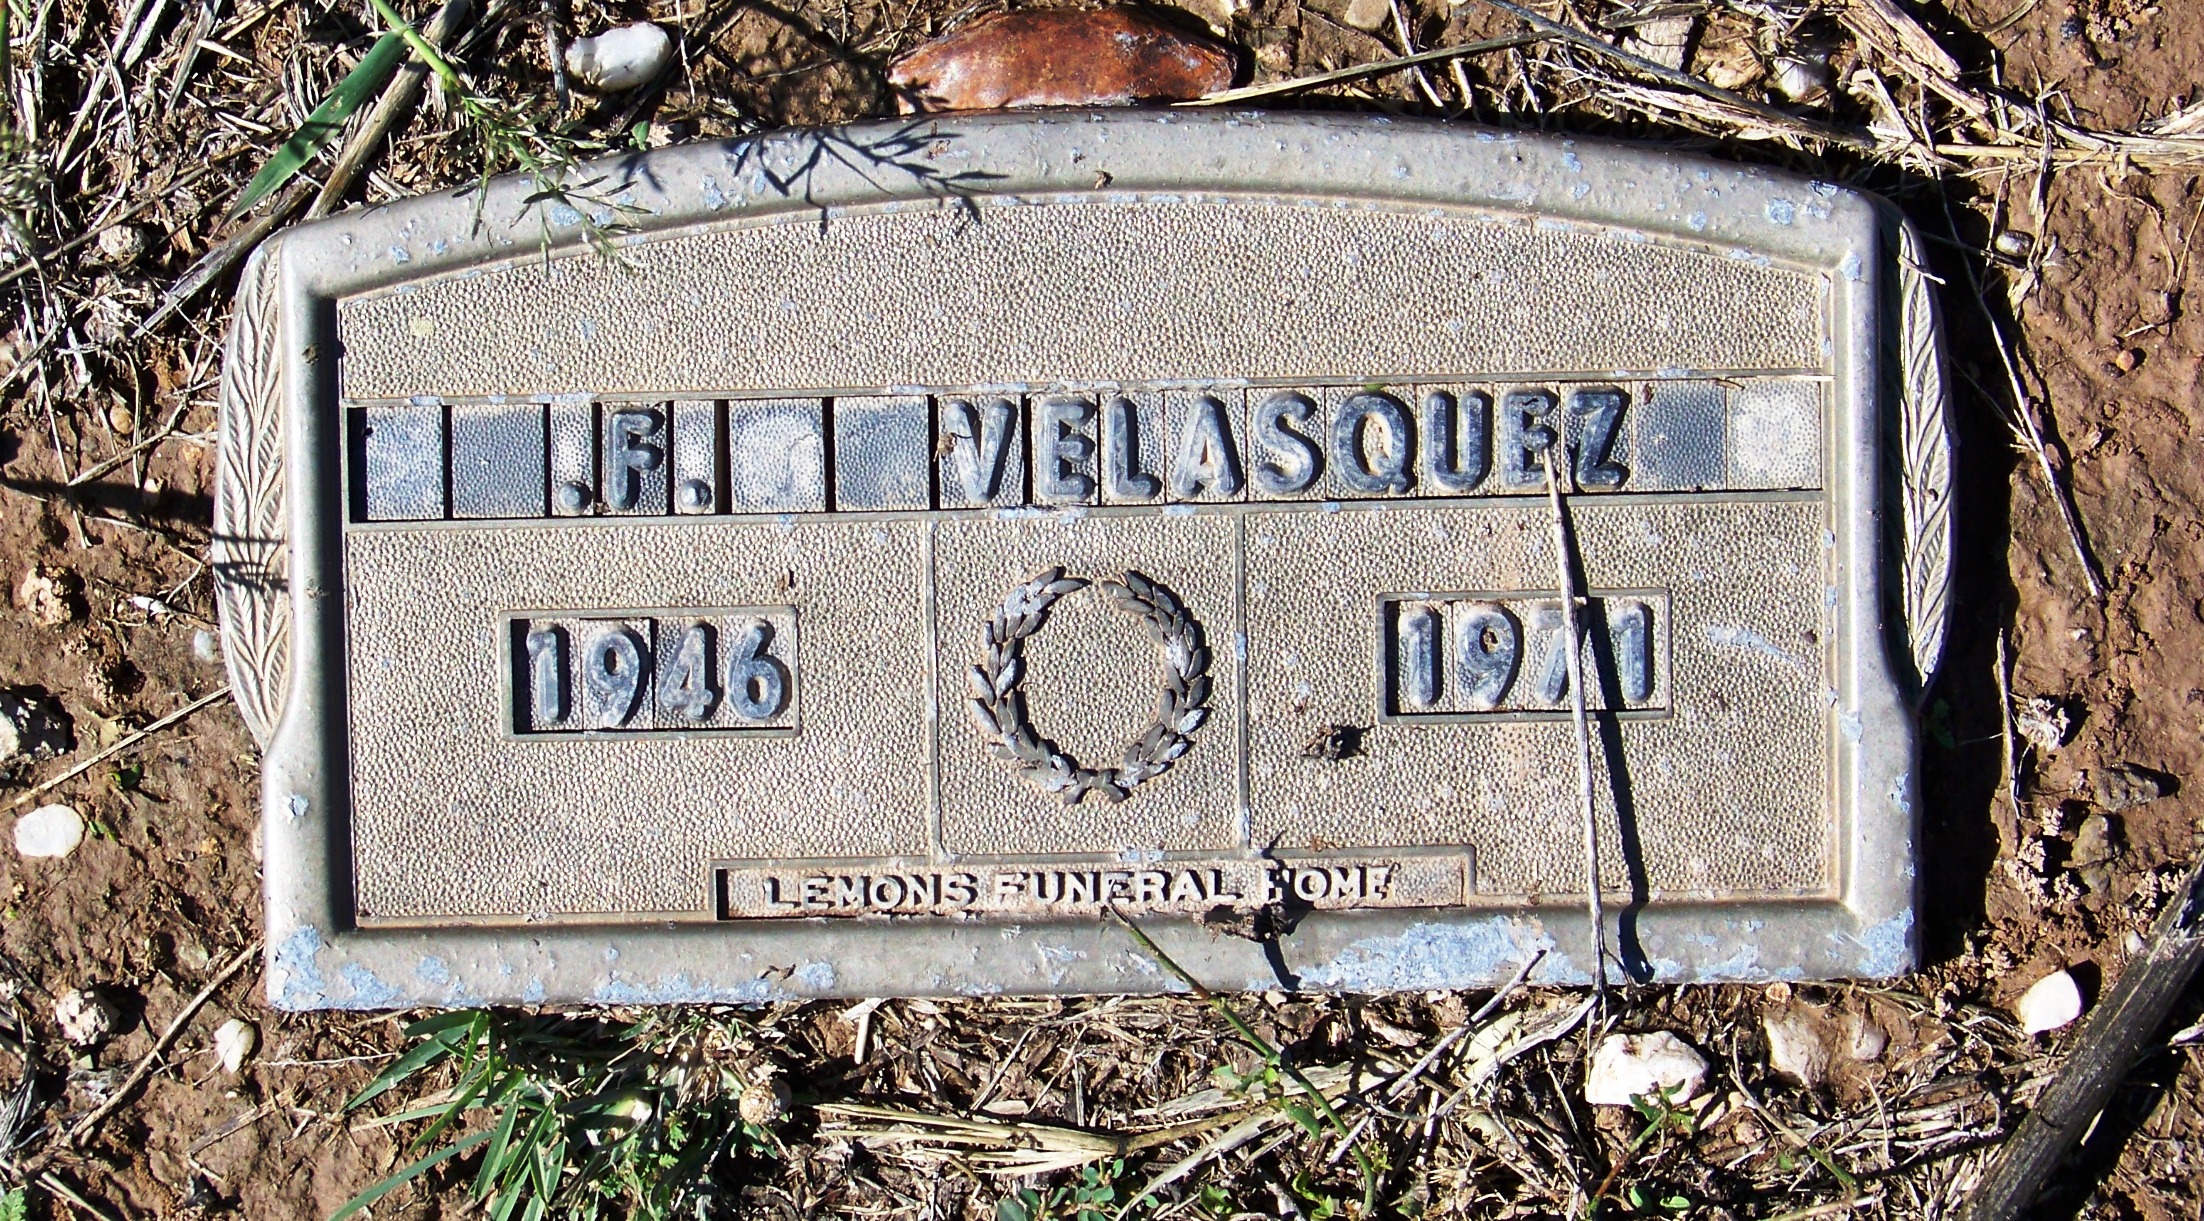 .F. VELASQUEZ
1946 1971
LEMONS FUNERAL HOME